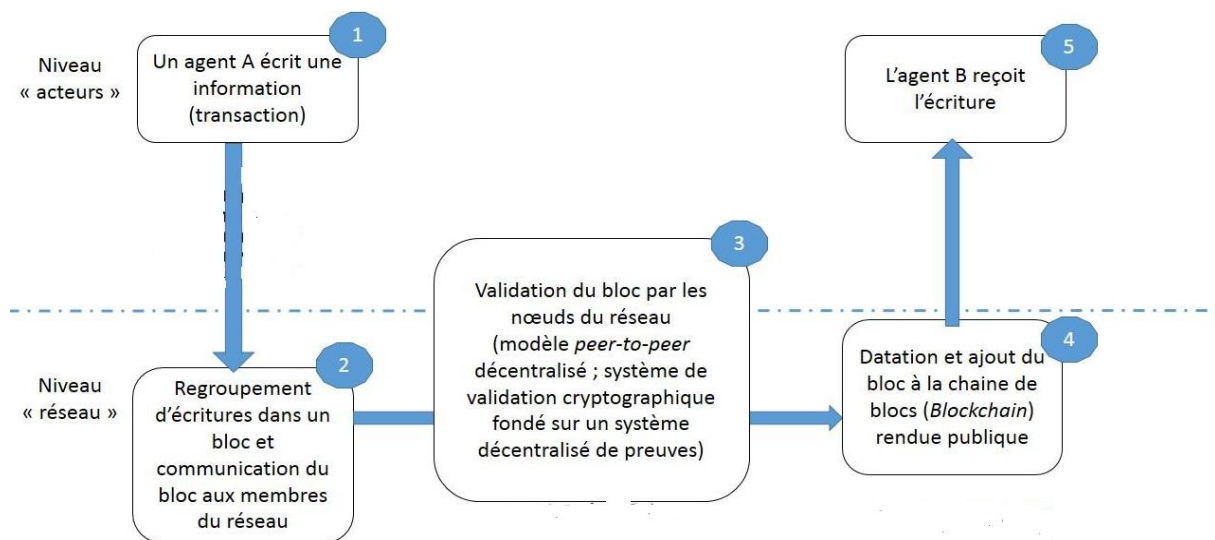 1
Niveau
« acteurs »
Un agent A écrit une
information
(transaction)
5
L'agent B reçoit
l'écriture
3
Validation du bloc par les
nœuds du réseau
(modèle peer-to-peer
décentralisé ; système de
validation cryptographique
fondé sur un système
décentralisé de preuves)
Niveau
« réseau »
2
Regroupement
d'écritures dans un
bloc et
communication du
bloc aux membres
du réseau
4
Datation et ajout du
bloc à la chaine de
blocs (Blockchain)
rendue publique